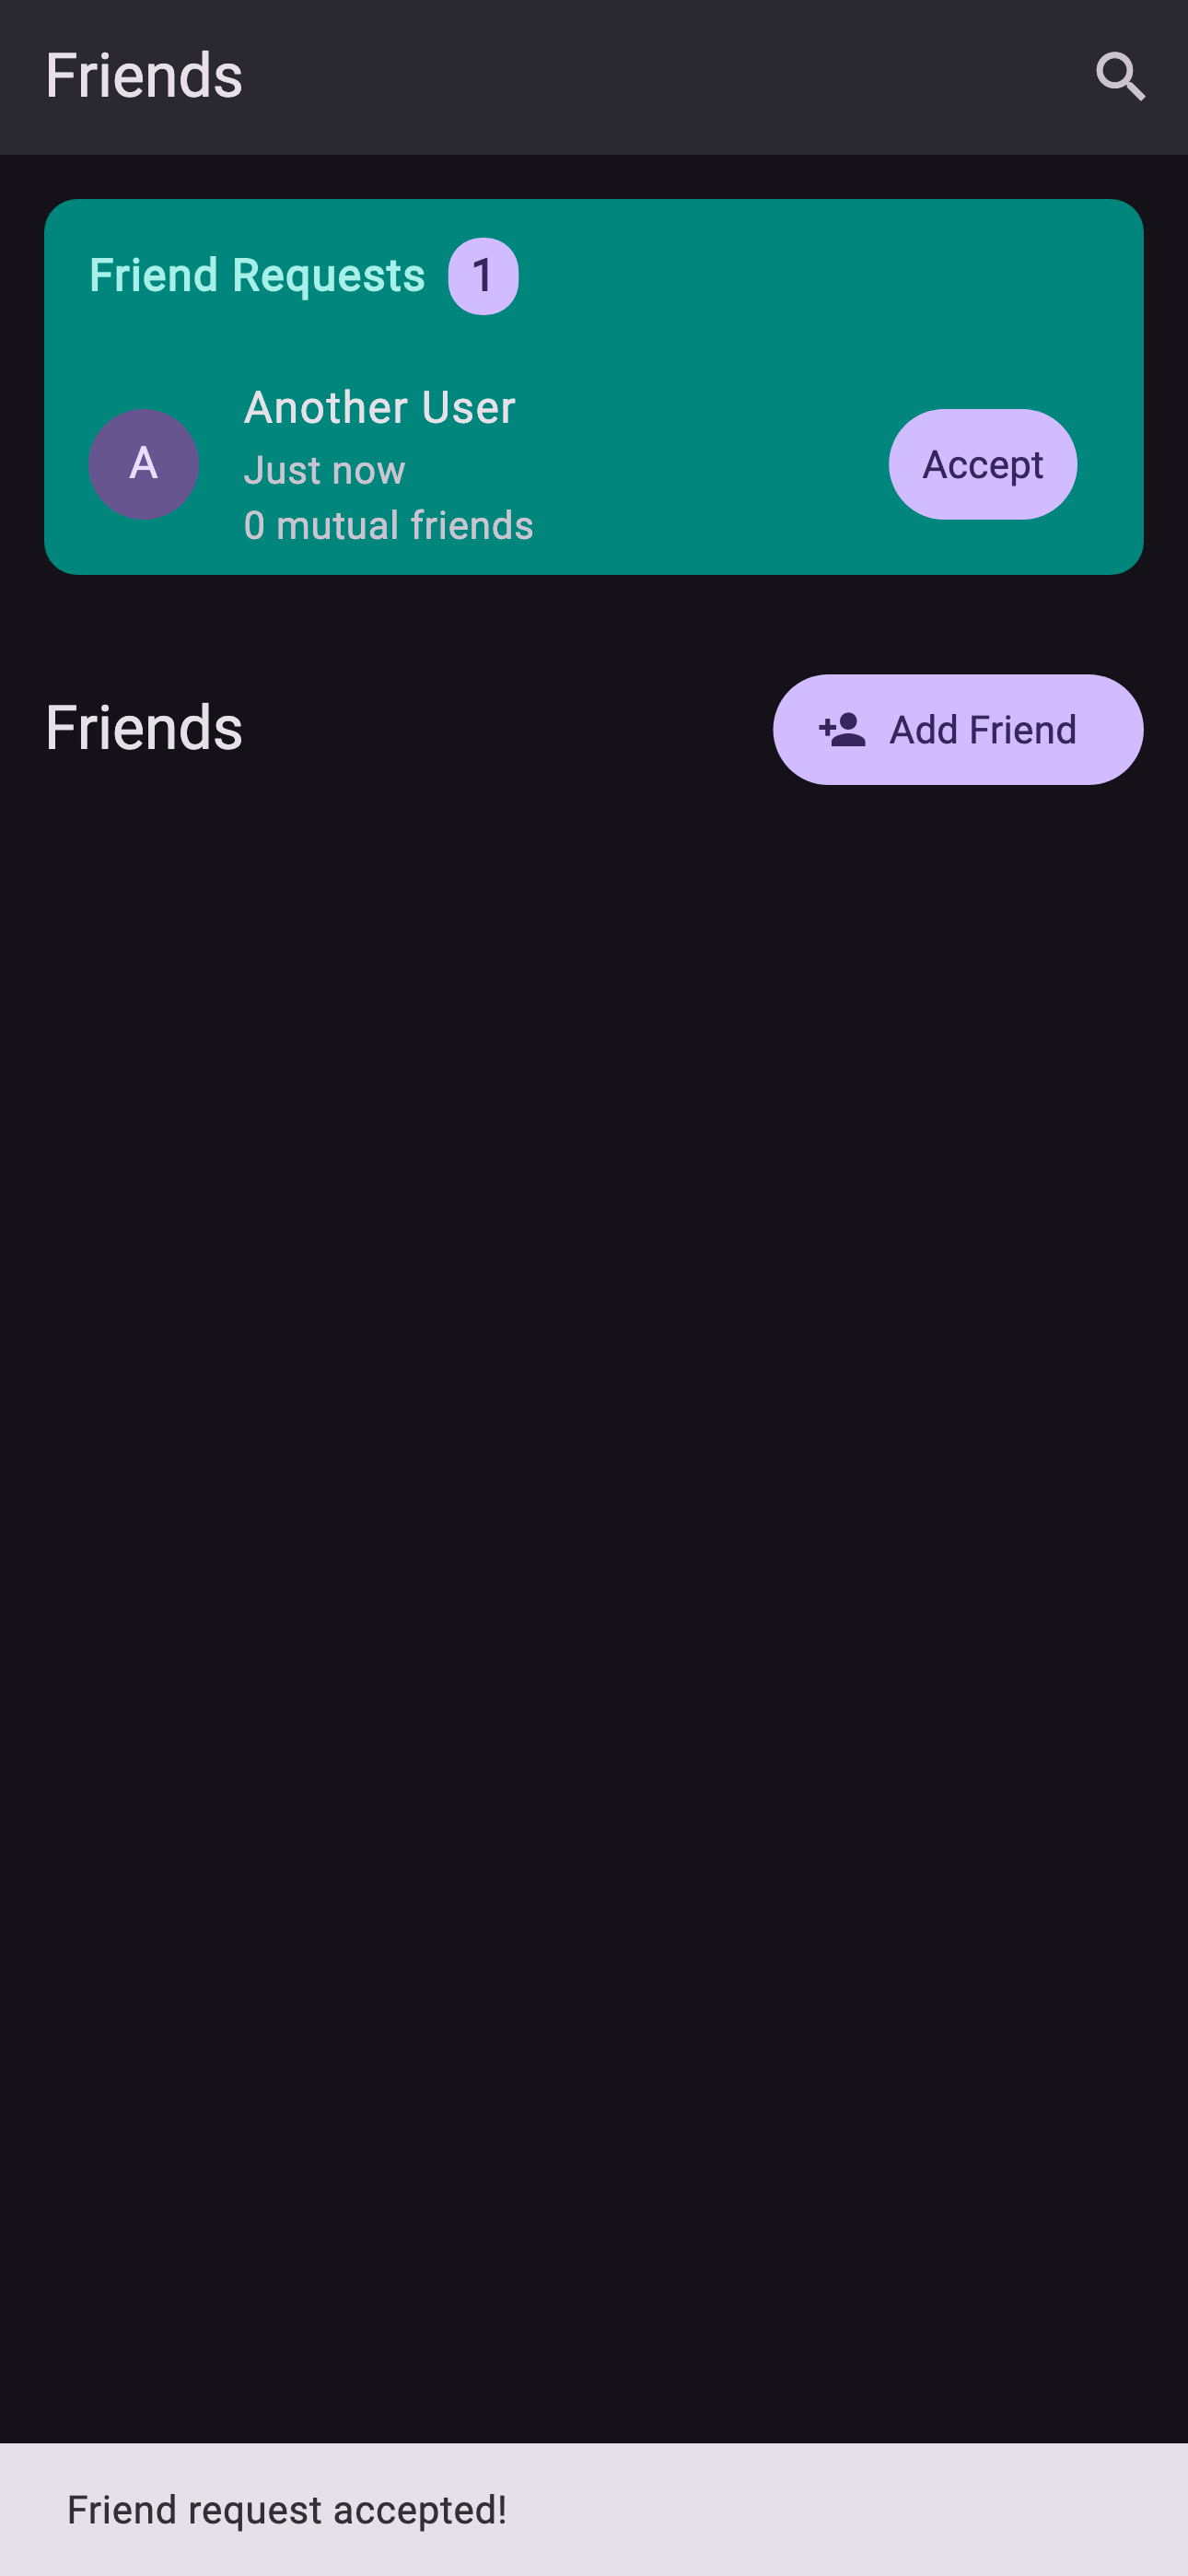 Friends
Friend Requests 1
A
Another User
Just now
0 mutual friends
Accept
Friends
Add Friend
Friend request accepted!